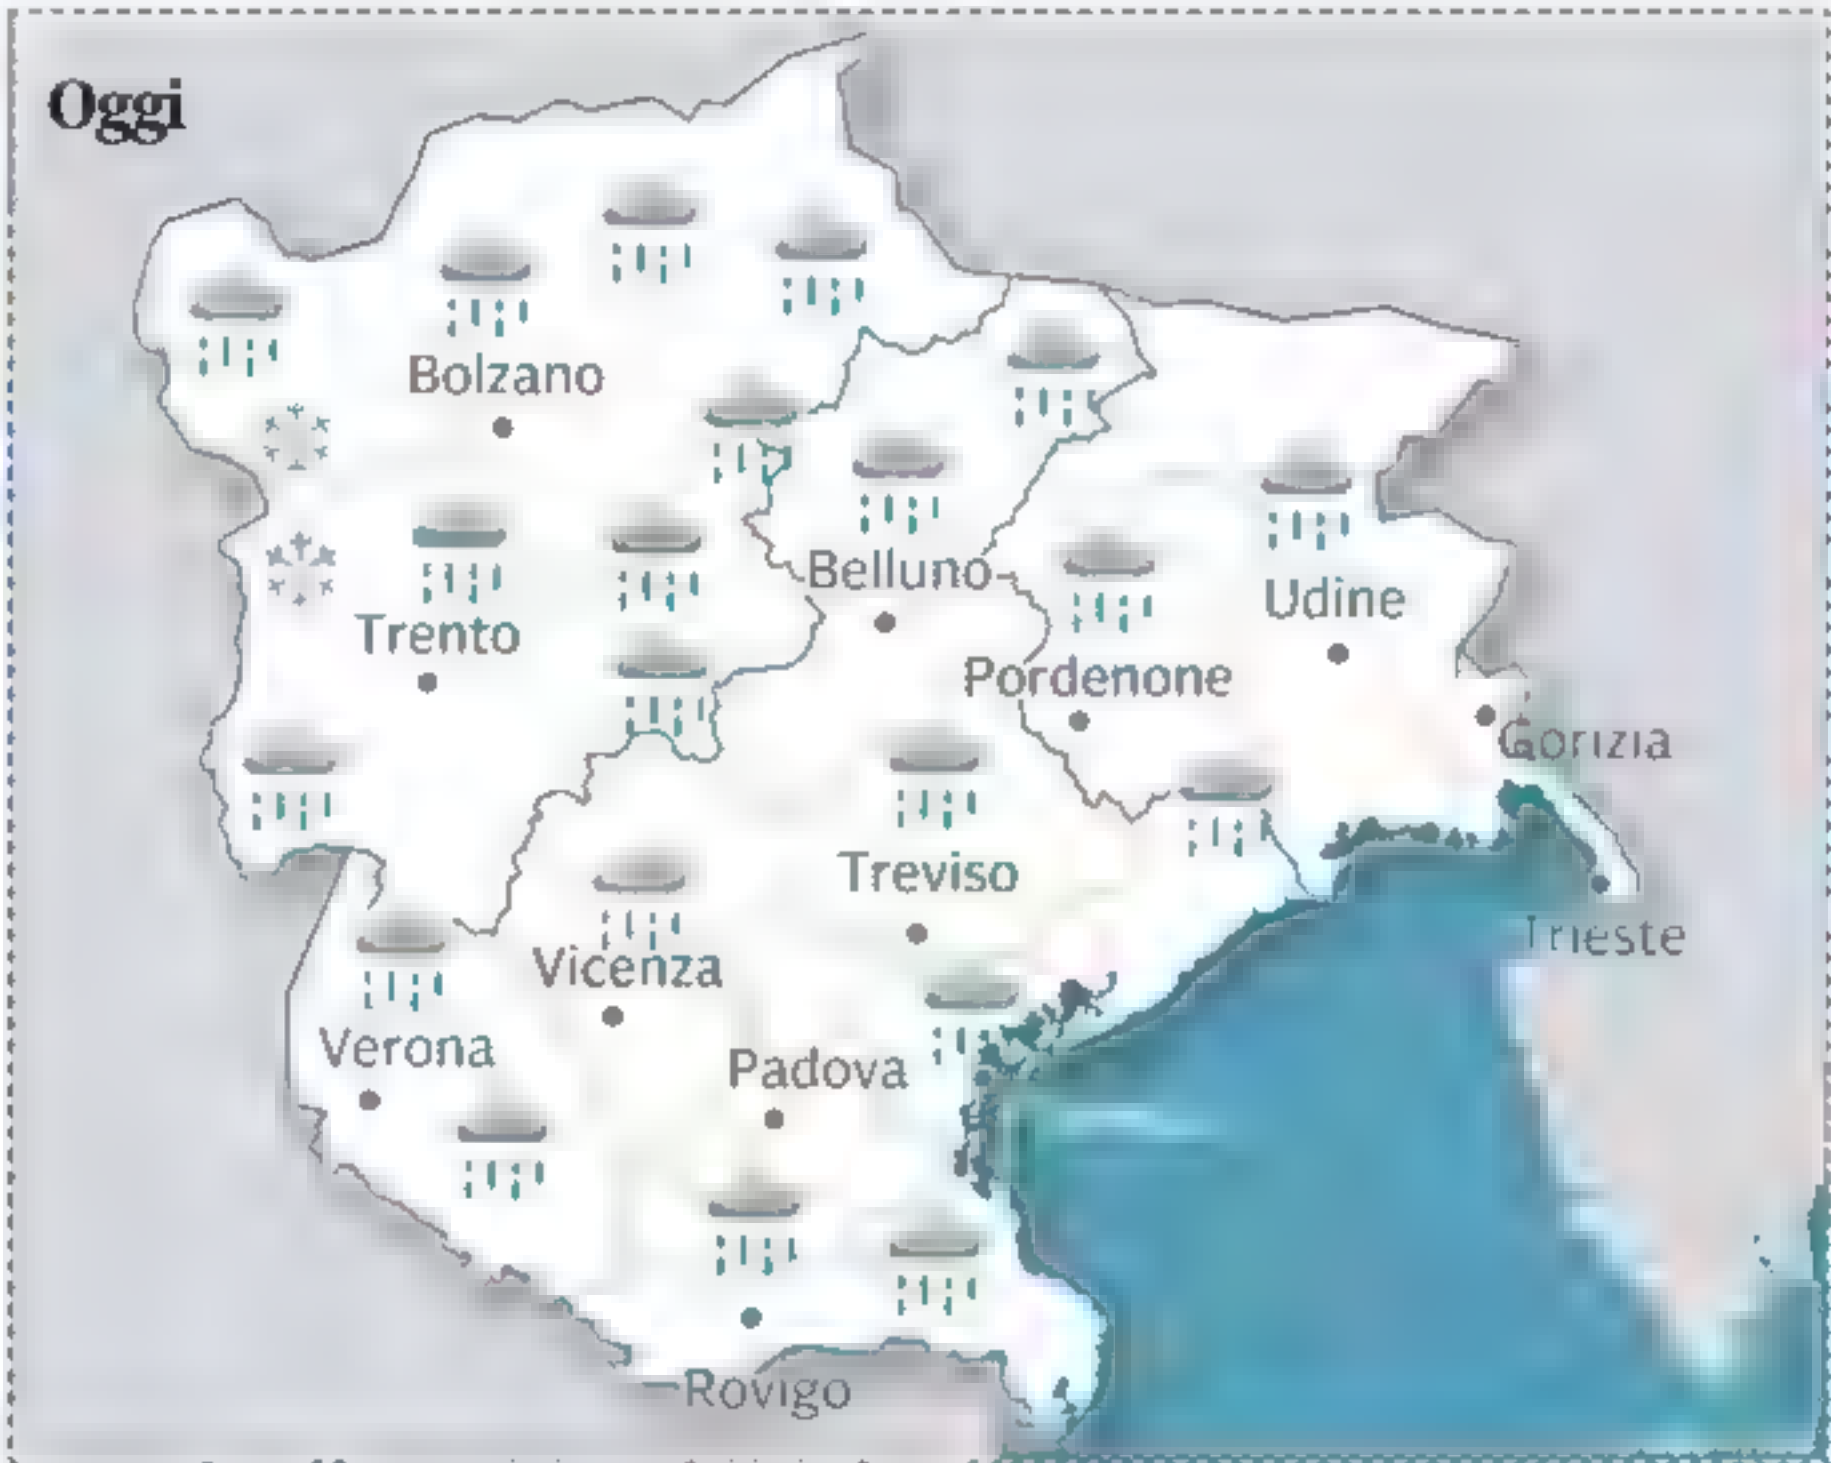 Oggi
Bolzano
Belluno
Udine
Trento
Pordenone
Gorizia
Treviso
Trieste
Vicenza
Verona
Padova
Rovigo